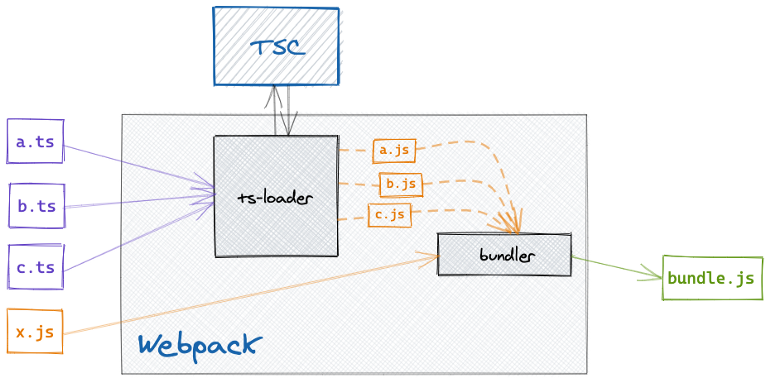 TSC
a.ts
b.ts
c.ts
x.js
ts-loader
a.js
b.js
c.js
bundler
bundle.js
Webpack